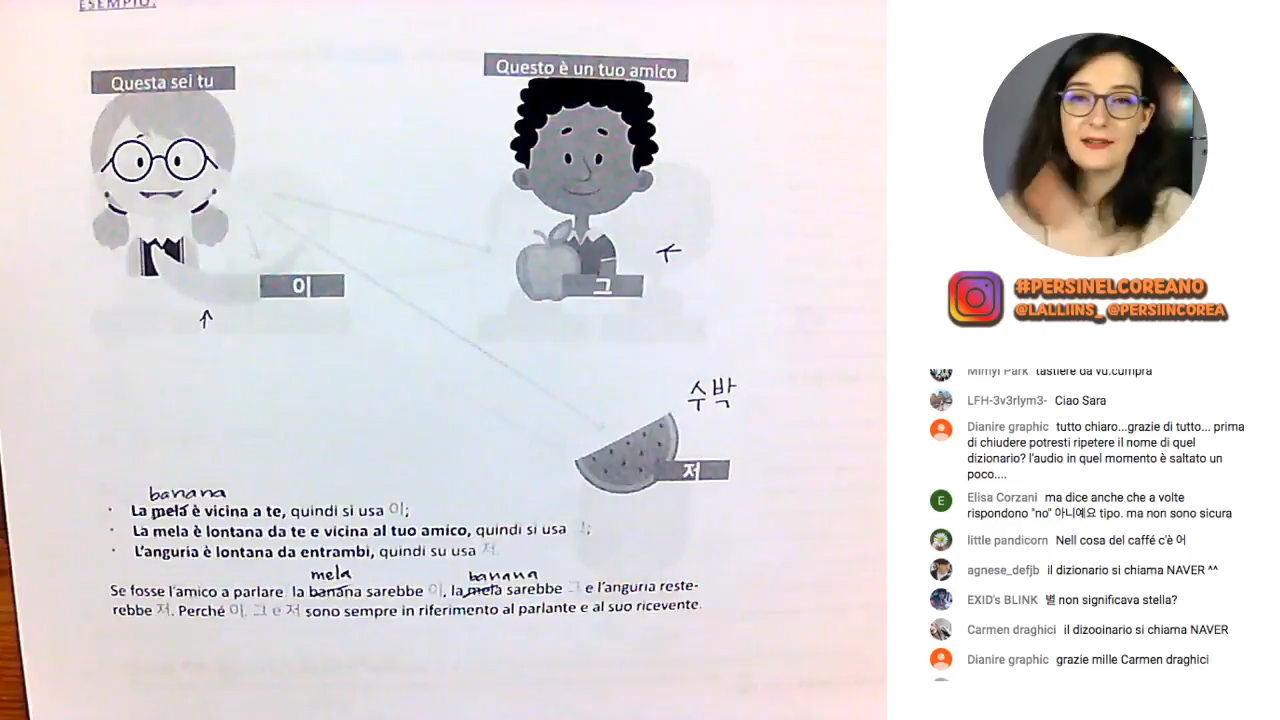 ESEMPIO:
Questa sei tu
Questo è un tuo amico
이
그
수박
저
banana
· La mela è vicina a te, quindi si usa 이;
· La mela è lontana da te e vicina al tuo amico, quindi si usa 그;
· L'anguria è lontana da entrambi, quindi su usa 저.
mela banana
Se fosse l'amico a parlare la banana sarebbe 이, la mela sarebbe 그 e l'anguria reste-
rebbe 저. Perché 이, 그 e 저 sono sempre in riferimento al parlante e al suo ricevente.
#PERSINELCOREANO
@LALLIINS_ @PERSIINCOREA
Mimyi Park tastiere da vu.cumpra
LFH-3v3rlym3- Ciao Sara
Dianire graphic tutto chiaro...grazie di tutto... prima
di chiudere potresti ripetere il nome di quel
dizionario? l'audio in quel momento è saltato un
poco....
E Elisa Corzani ma dice anche che a volte
rispondono "no" 아니예요 tipo. ma non sono sicura
little pandicorn Nell cosa del caffé c'è 어
agnese_defjb il dizionario si chiama NAVER ^^
EXID's BLINK 별 non significava stella?
Carmen draghici il dizooinario si chiama NAVER
Dianire graphic grazie mille Carmen draghici